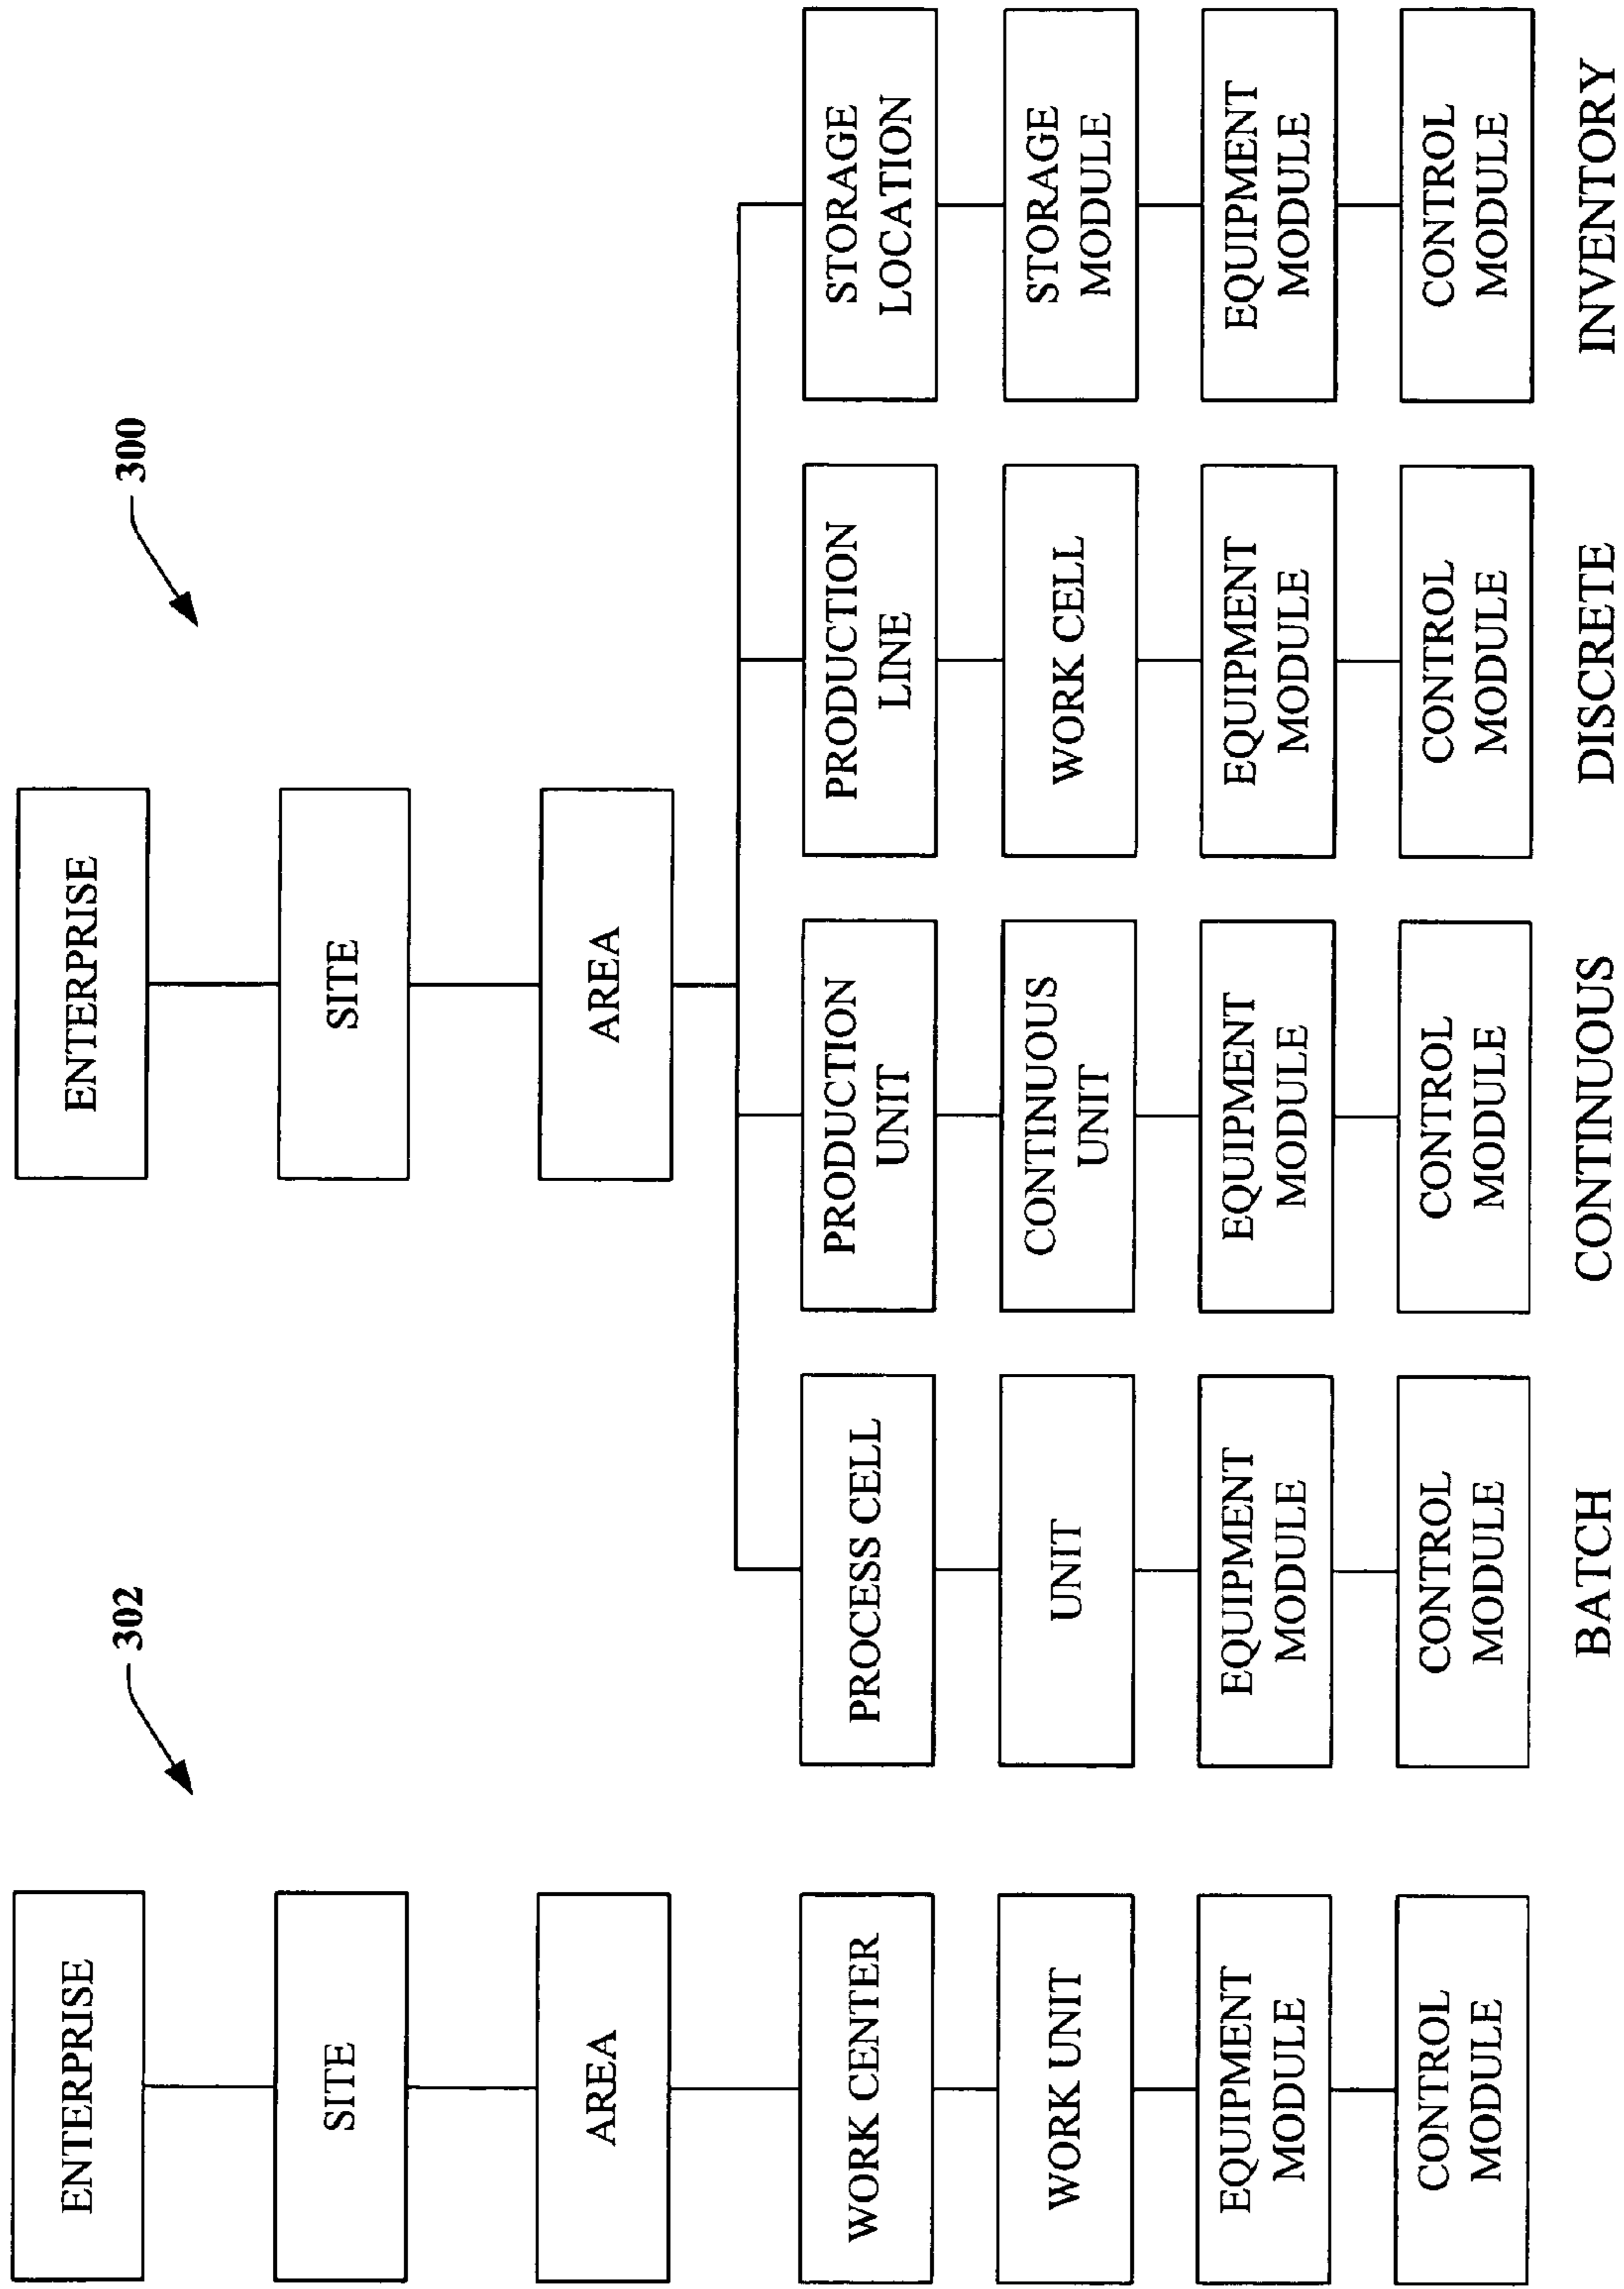 302
ENTERPRISE
SITE
AREA
WORK CENTER
WORK UNIT
EQUIPMENT
MODULE
CONTROL
MODULE
300
ENTERPRISE
SITE
AREA
PROCESS CELL
UNIT
EQUIPMENT
MODULE
CONTROL
MODULE
BATCH
PRODUCTION
UNIT
CONTINUOUS
UNIT
EQUIPMENT
MODULE
CONTROL
MODULE
CONTINUOUS
PRODUCTION
LINE
WORK CELL
EQUIPMENT
MODULE
CONTROL
MODULE
DISCRETE
STORAGE
LOCATION
STORAGE
MODULE
EQUIPMENT
MODULE
CONTROL
MODULE
INVENTORY